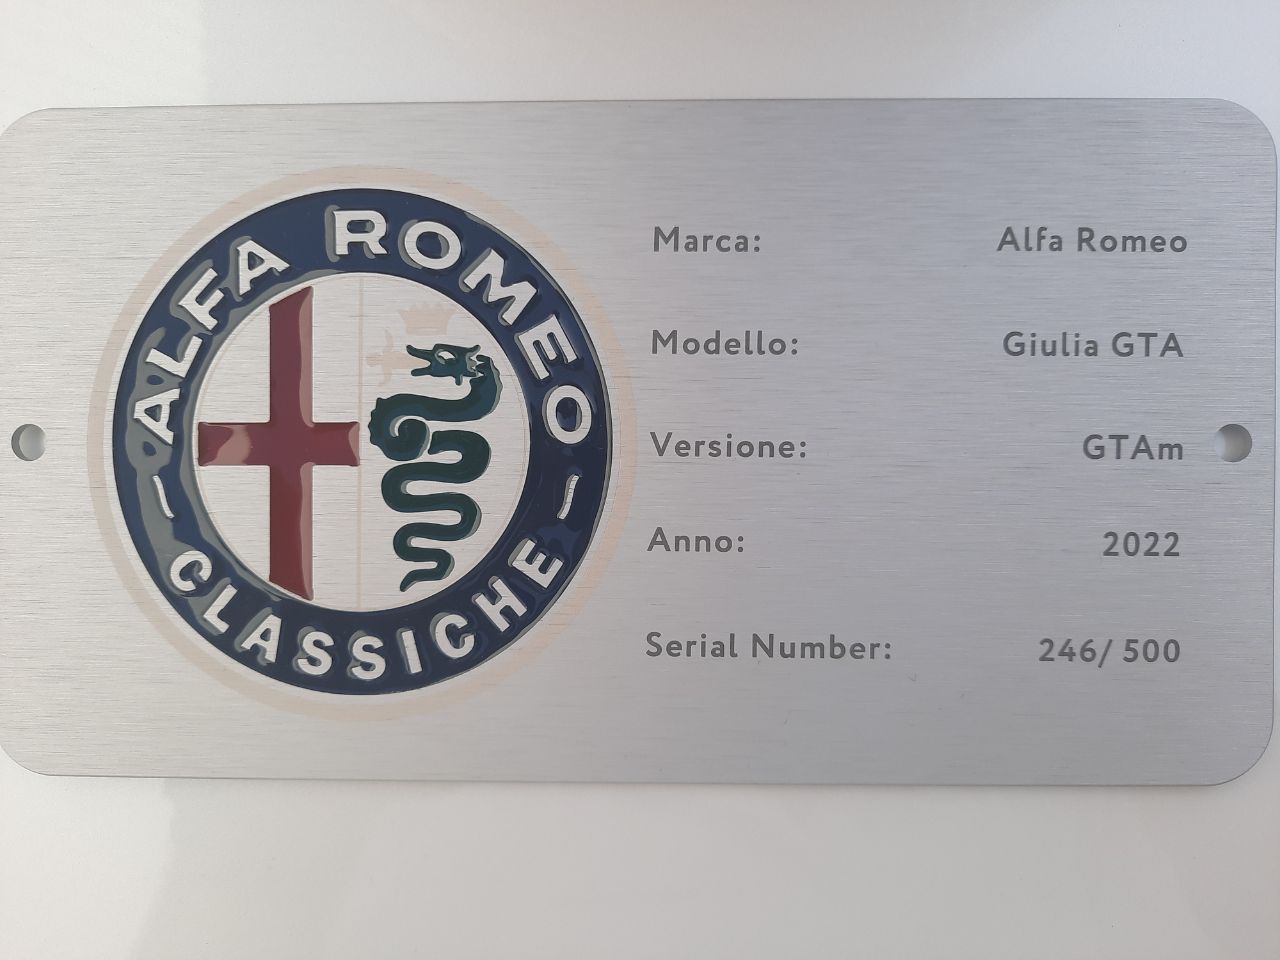 ALFA ROMEO
CLASSICHE
Marca: Alfa Romeo
Modello: Giulia GTA
Versione: GTAm
Anno: 2022
Serial Number: 246/ 500